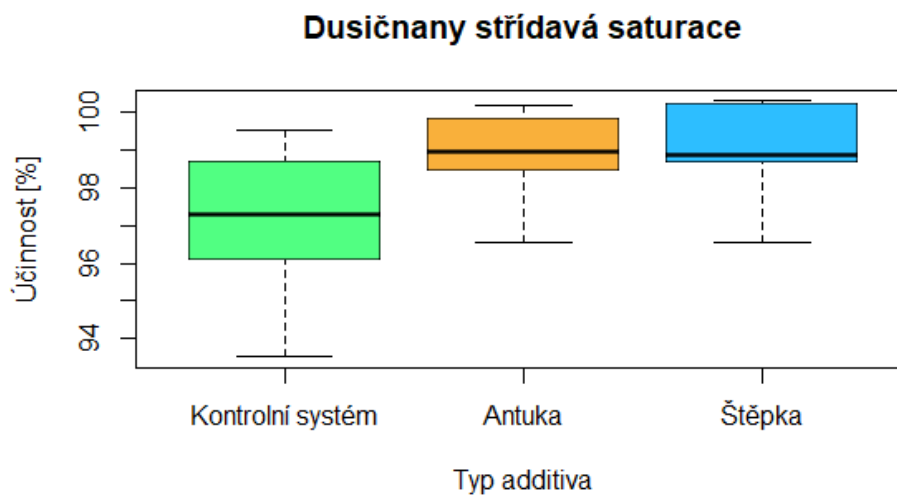 Dusičnany střídavá saturace
Účinnost [%]
100
98
96
94
Kontrolní systém Antuka Štěpka
Typ additiva